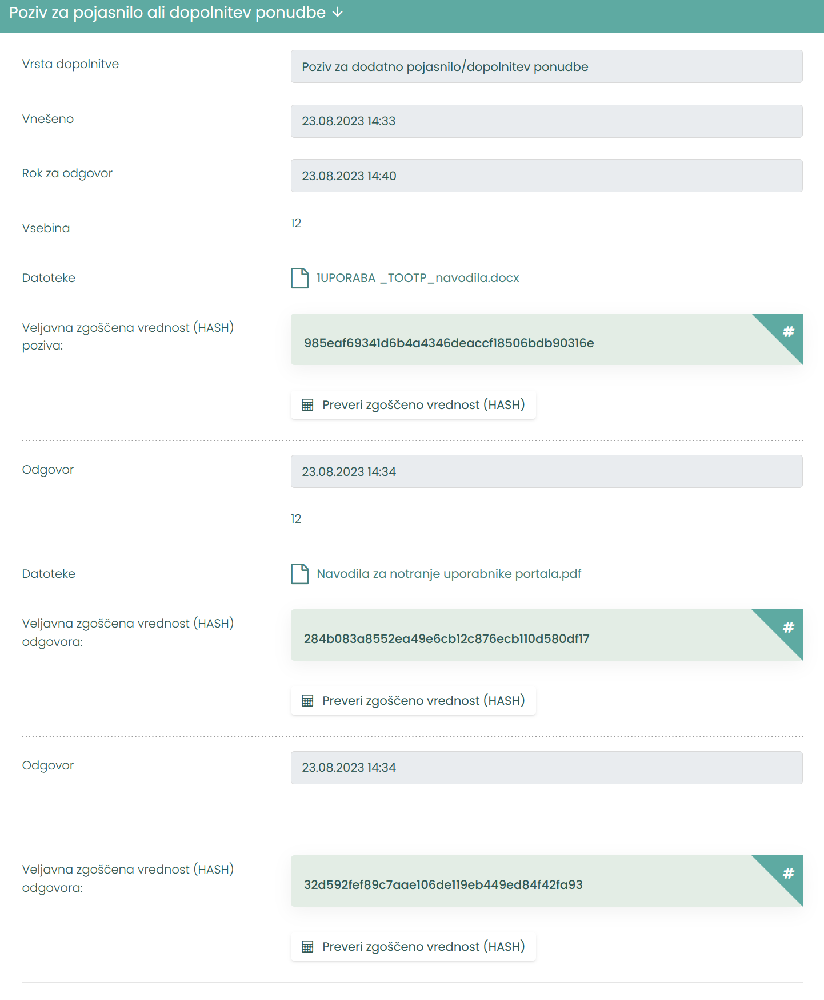 Poziv za pojasnilo ali dopolnitev ponudbe ↓
Vrsta dopolnitve
Poziv za dodatno pojasnilo/dopolnitev ponudbe
Vnešeno
23.08.2023 14:33
Rok za odgovor
23.08.2023 14:40
Vsebina
12
Datoteke
1UPORABA _TOOTP_navodila.docx
Veljavna zgoščena vrednost (HASH)
poziva:
985eaf69341d6b4a4346deaccf18506bdb90316e
#
Preveri zgoščeno vrednost (HASH)
Odgovor
23.08.2023 14:34
12
Datoteke
Navodila za notranje uporabnike portala.pdf
Veljavna zgoščena vrednost (HASH)
odgovora:
284b083a8552ea49e6cb12c876ecb110d580df17
#
Preveri zgoščeno vrednost (HASH)
Odgovor
23.08.2023 14:34
Veljavna zgoščena vrednost (HASH)
odgovora:
32d592fef89c7aae106de119eb449ed84f42fa93
#
Preveri zgoščeno vrednost (HASH)